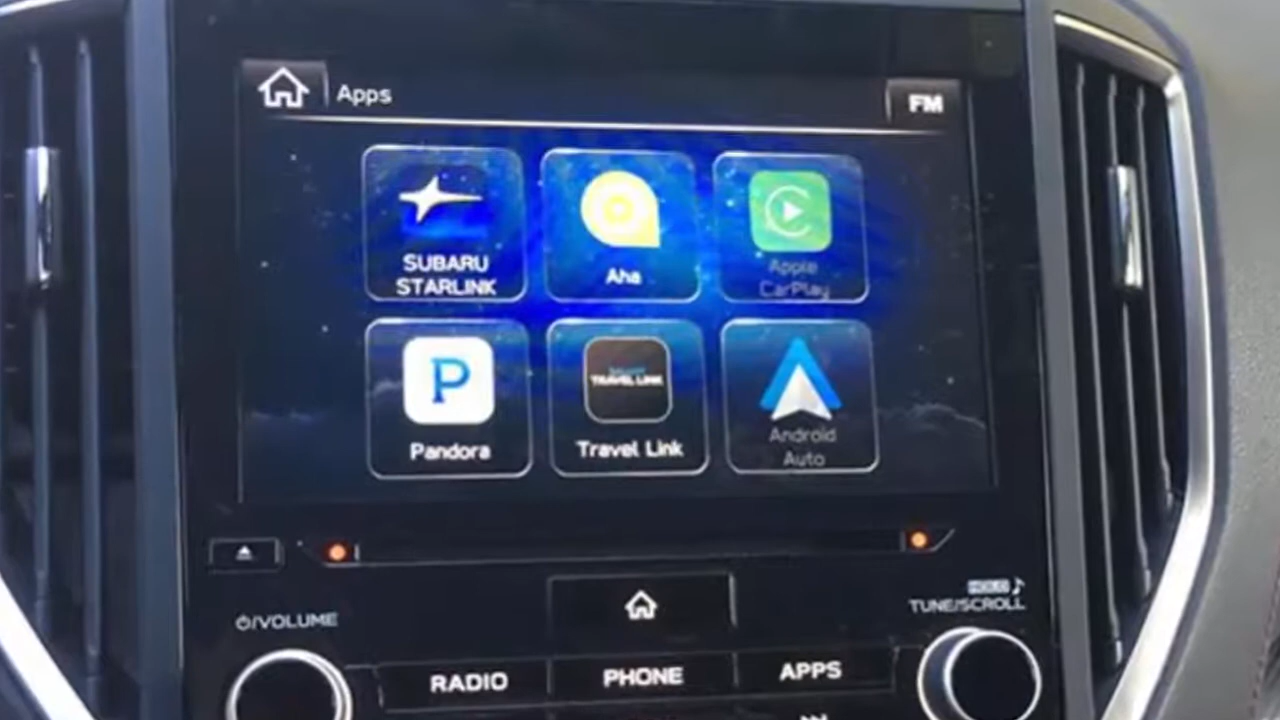 Apps
FM
SUBARU
STARLINK
Aha
Apple
CarPlay
P
Pandora
TRAVEL LINK
Travel Link
Android
Auto
VOLUME
TUNE/SCROLL
RADIO
PHONE
APPS